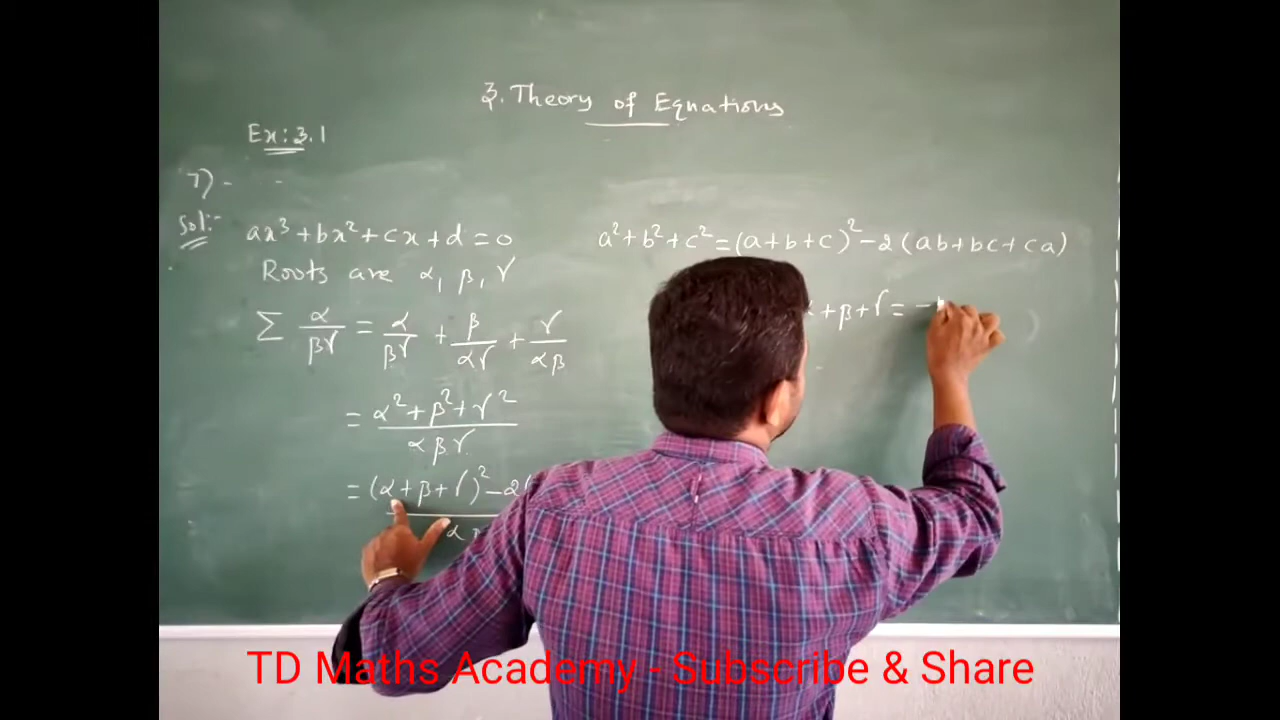 3. Theory of Equations
Ex: 3.1
7) - -
Sol:-
ax³ + bx² + cx + d = 0
Roots are α, β, γ
Σ α/βγ = α/βγ + β/αγ + γ/αβ
= α² + β² + γ² / αβγ
= (α + β + γ)² - 2(
α
a² + b² + c² = (a + b + c)² - 2(ab + bc + ca)
+ β + γ = -
TD Maths Academy - Subscribe & Share